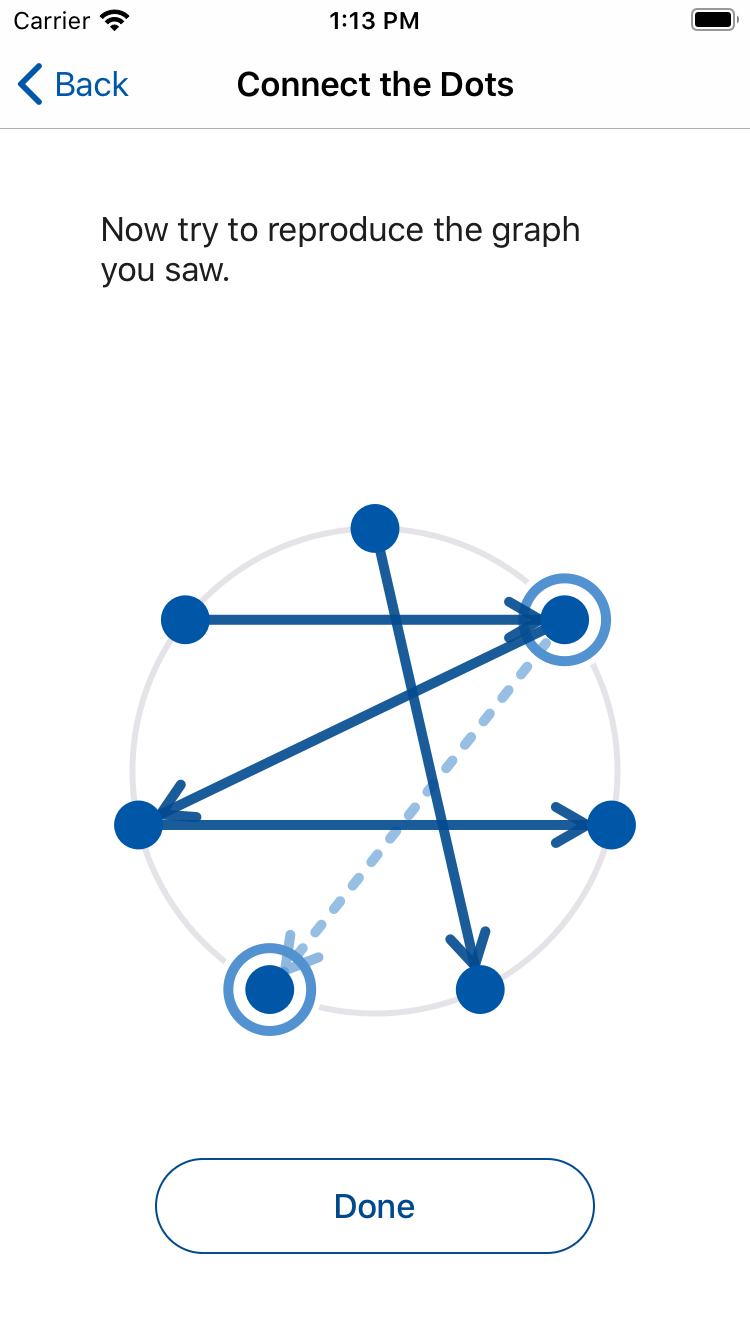 Carrier 1:13 PM
Back Connect the Dots
Now try to reproduce the graph
you saw.
Done